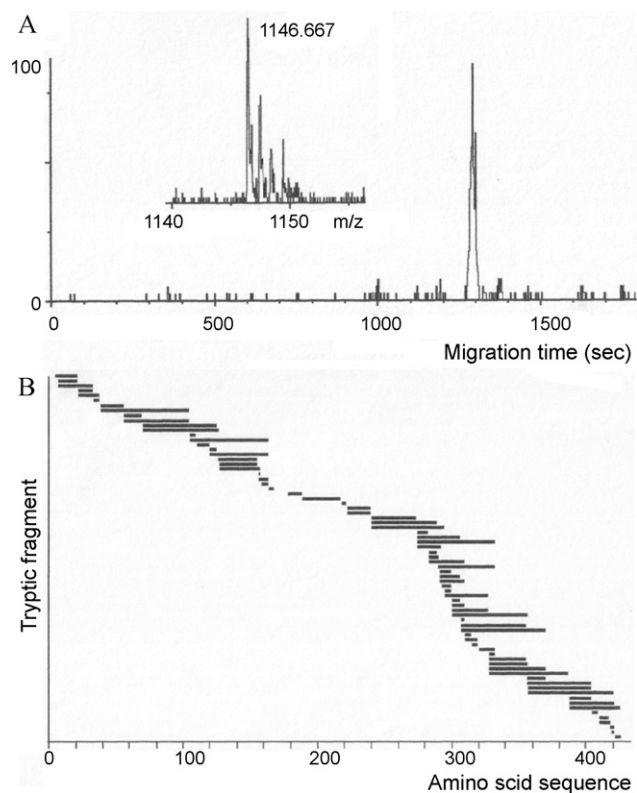 A
1146.667
100
1140
1150
m/z
0
0
500
1000
1500
Migration time (sec)
B
Tryptic fragment
0
100
200
300
400
Amino scid sequence